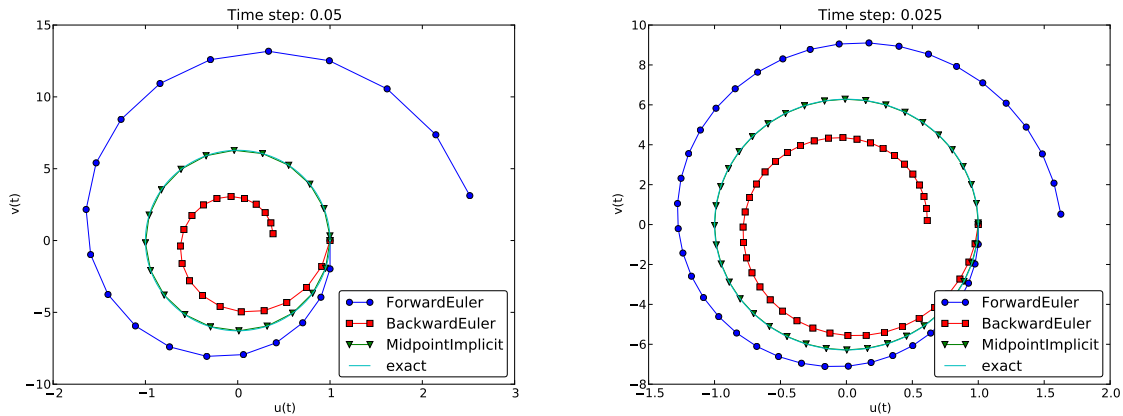 Time step: 0.05
15
10
5
0
−5
−10
v(t)
−2
−1
0
1
2
3
u(t)
ForwardEuler
BackwardEuler
MidpointImplicit
exact
Time step: 0.025
10
8
6
4
2
0
−2
−4
−6
−8
v(t)
−1.5
−1.0
−0.5
0.0
0.5
1.0
1.5
2.0
u(t)
ForwardEuler
BackwardEuler
MidpointImplicit
exact